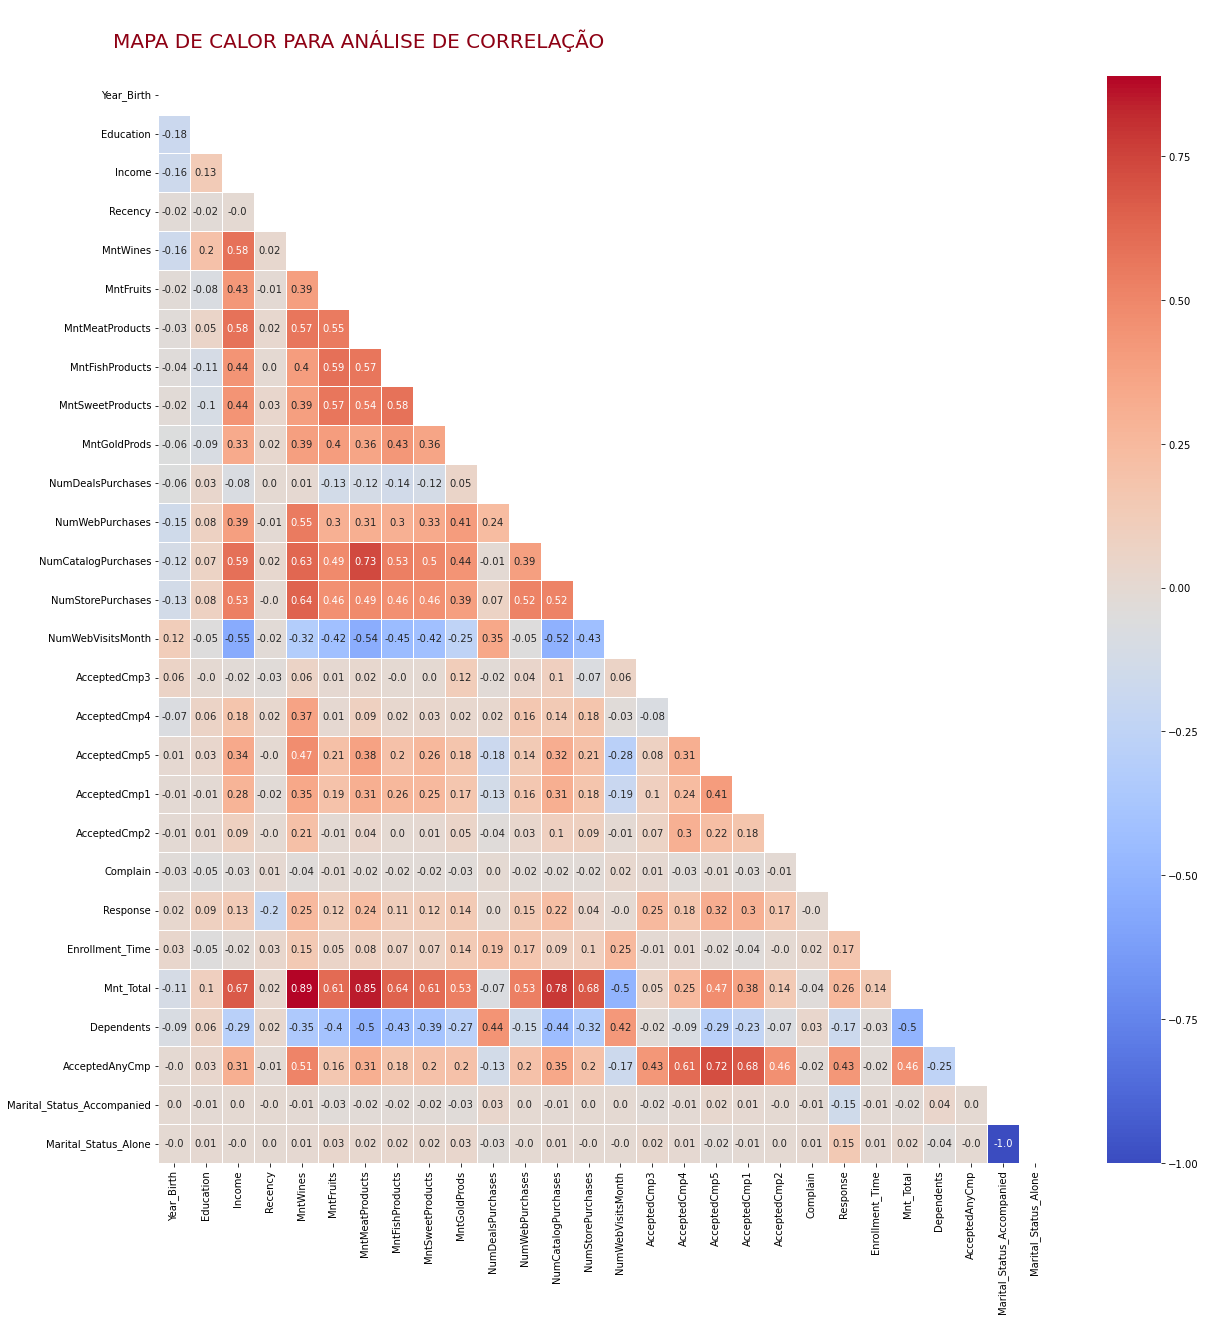 MAPA DE CALOR PARA ANÁLISE DE CORRELAÇÃO
Year_Birth
Education -0.18
Income -0.16 0.13
Recency -0.02 -0.02 -0.0
MntWines -0.16 0.2 0.58 0.02
MntFruits -0.02 -0.08 0.43 -0.01 0.39
MntMeatProducts -0.03 0.05 0.58 0.02 0.57 0.55
MntFishProducts -0.04 -0.11 0.44 0.0 0.4 0.59 0.57
MntSweetProducts -0.02 -0.1 0.44 0.03 0.39 0.57 0.54 0.58
MntGoldProds -0.06 -0.09 0.33 0.02 0.39 0.4 0.36 0.43 0.36
NumDealsPurchases -0.06 0.03 -0.08 0.0 0.01 -0.13 -0.12 -0.14 -0.12 0.05
NumWebPurchases -0.15 0.08 0.39 -0.01 0.55 0.3 0.31 0.3 0.33 0.41 0.24
NumCatalogPurchases -0.12 0.07 0.59 0.02 0.63 0.49 0.73 0.53 0.5 0.44 -0.01 0.39
NumStorePurchases -0.13 0.08 0.53 -0.0 0.64 0.46 0.49 0.46 0.46 0.39 0.07 0.52 0.52
NumWebVisitsMonth 0.12 -0.05 -0.55 -0.02 -0.32 -0.42 -0.54 -0.45 -0.42 -0.25 0.35 -0.05 -0.52 -0.43
AcceptedCmp3 0.06 -0.0 -0.02 -0.03 0.06 0.01 0.02 -0.0 0.0 0.12 -0.02 0.04 0.1 -0.07 0.06
AcceptedCmp4 -0.07 0.06 0.18 0.02 0.37 0.01 0.09 0.02 0.03 0.02 0.02 0.16 0.14 0.18 -0.03 -0.08
AcceptedCmp5 0.01 0.03 0.34 -0.0 0.47 0.21 0.38 0.2 0.26 0.18 -0.18 0.14 0.32 0.21 -0.28 0.08 0.31
AcceptedCmp1 -0.01 -0.01 0.28 -0.02 0.35 0.19 0.31 0.26 0.25 0.17 -0.13 0.16 0.31 0.18 -0.19 0.1 0.24 0.41
AcceptedCmp2 -0.01 0.01 0.09 -0.0 0.21 -0.01 0.04 0.0 0.01 0.05 -0.04 0.03 0.1 0.09 -0.01 0.07 0.3 0.22 0.18
Complain -0.03 -0.05 -0.03 0.01 -0.04 -0.01 -0.02 -0.02 -0.02 -0.03 0.0 -0.02 -0.02 -0.02 0.02 0.01 -0.03 -0.01 -0.03 -0.01
Response 0.02 0.09 0.13 -0.2 0.25 0.12 0.24 0.11 0.12 0.14 0.0 0.15 0.22 0.04 -0.0 0.25 0.18 0.32 0.3 0.17 -0.0
Enrollment_Time 0.03 -0.05 -0.02 0.03 0.15 0.05 0.08 0.07 0.07 0.14 0.19 0.17 0.09 0.1 0.25 -0.01 0.01 -0.02 -0.04 -0.0 0.02 0.17
Mnt_Total -0.11 0.1 0.67 0.02 0.89 0.61 0.85 0.64 0.61 0.53 -0.07 0.53 0.78 0.68 -0.5 0.05 0.25 0.47 0.38 0.14 -0.04 0.26 0.14
Dependents -0.09 0.06 -0.29 0.02 -0.35 -0.4 -0.5 -0.43 -0.39 -0.27 0.44 -0.15 -0.44 -0.32 0.42 -0.02 -0.09 -0.29 -0.23 -0.07 0.03 -0.17 -0.03 -0.5
AcceptedAnyCmp -0.0 0.03 0.31 -0.01 0.51 0.16 0.31 0.18 0.2 0.2 -0.13 0.2 0.35 0.2 -0.17 0.43 0.61 0.72 0.68 0.46 -0.02 0.43 -0.02 0.46 -0.25
Marital_Status_Accompanied 0.0 -0.01 0.0 -0.0 -0.01 -0.03 -0.02 -0.02 -0.02 -0.03 0.03 0.0 -0.01 0.0 0.0 -0.02 -0.01 0.02 0.01 -0.0 -0.01 -0.15 -0.01 -0.02 0.04 0.0
Marital_Status_Alone -0.0 0.01 -0.0 0.0 0.01 0.03 0.02 0.02 0.02 0.03 -0.03 -0.0 0.01 -0.0 -0.0 0.02 0.01 -0.02 -0.01 0.0 0.01 0.15 0.01 0.02 -0.04 -0.0 -1.0
Year_Birth
Education
Income
Recency
MntWines
MntFruits
MntMeatProducts
MntFishProducts
MntSweetProducts
MntGoldProds
NumDealsPurchases
NumWebPurchases
NumCatalogPurchases
NumStorePurchases
NumWebVisitsMonth
AcceptedCmp3
AcceptedCmp4
AcceptedCmp5
AcceptedCmp1
AcceptedCmp2
Complain
Response
Enrollment_Time
Mnt_Total
Dependents
AcceptedAnyCmp
Marital_Status_Accompanied
Marital_Status_Alone
0.75
0.50
0.25
0.00
−0.25
−0.50
−0.75
−1.00